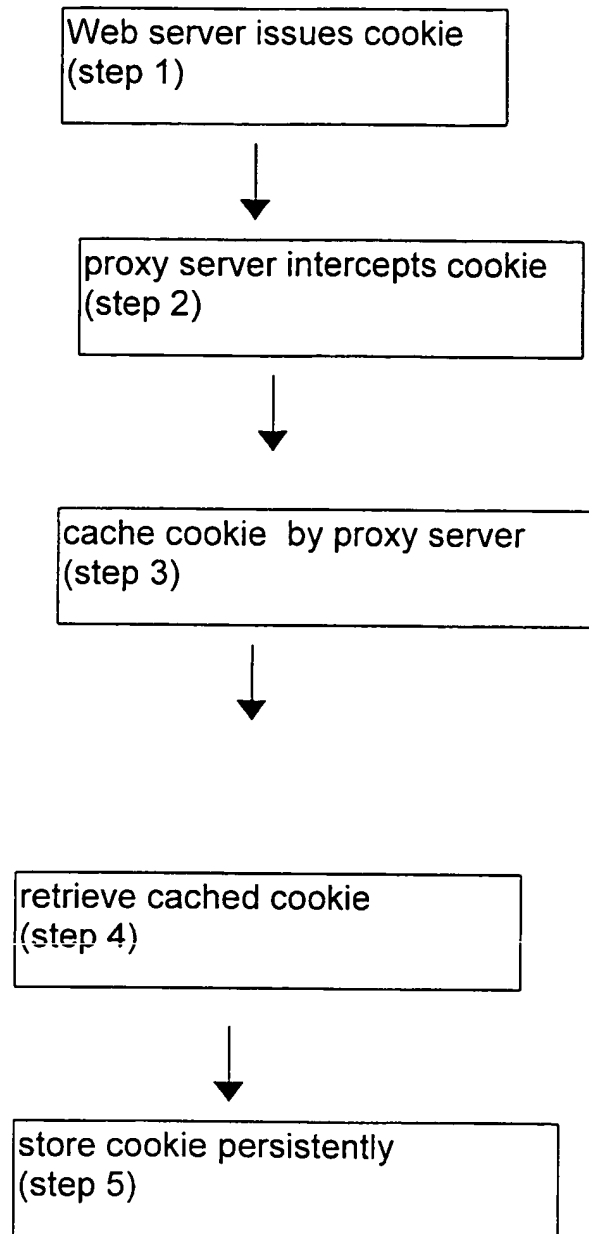 Web server issues cookie
(step 1)
proxy server intercepts cookie
(step 2)
cache cookie by proxy server
(step 3)
retrieve cached cookie
(step 4)
store cookie persistently
(step 5)